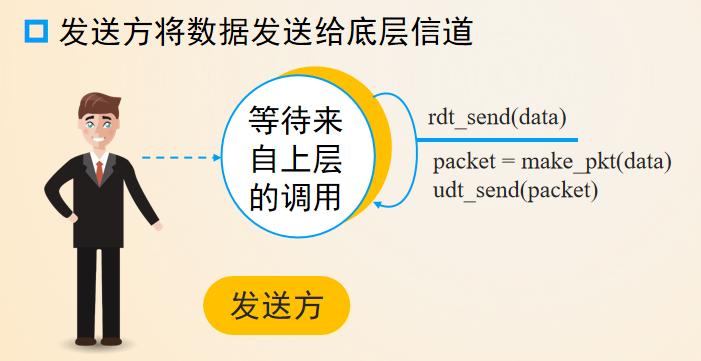 发送方将数据发送给底层信道
等待来
自上层
的调用
rdt_send(data)
packet = make_pkt(data)
udt_send(packet)
发送方